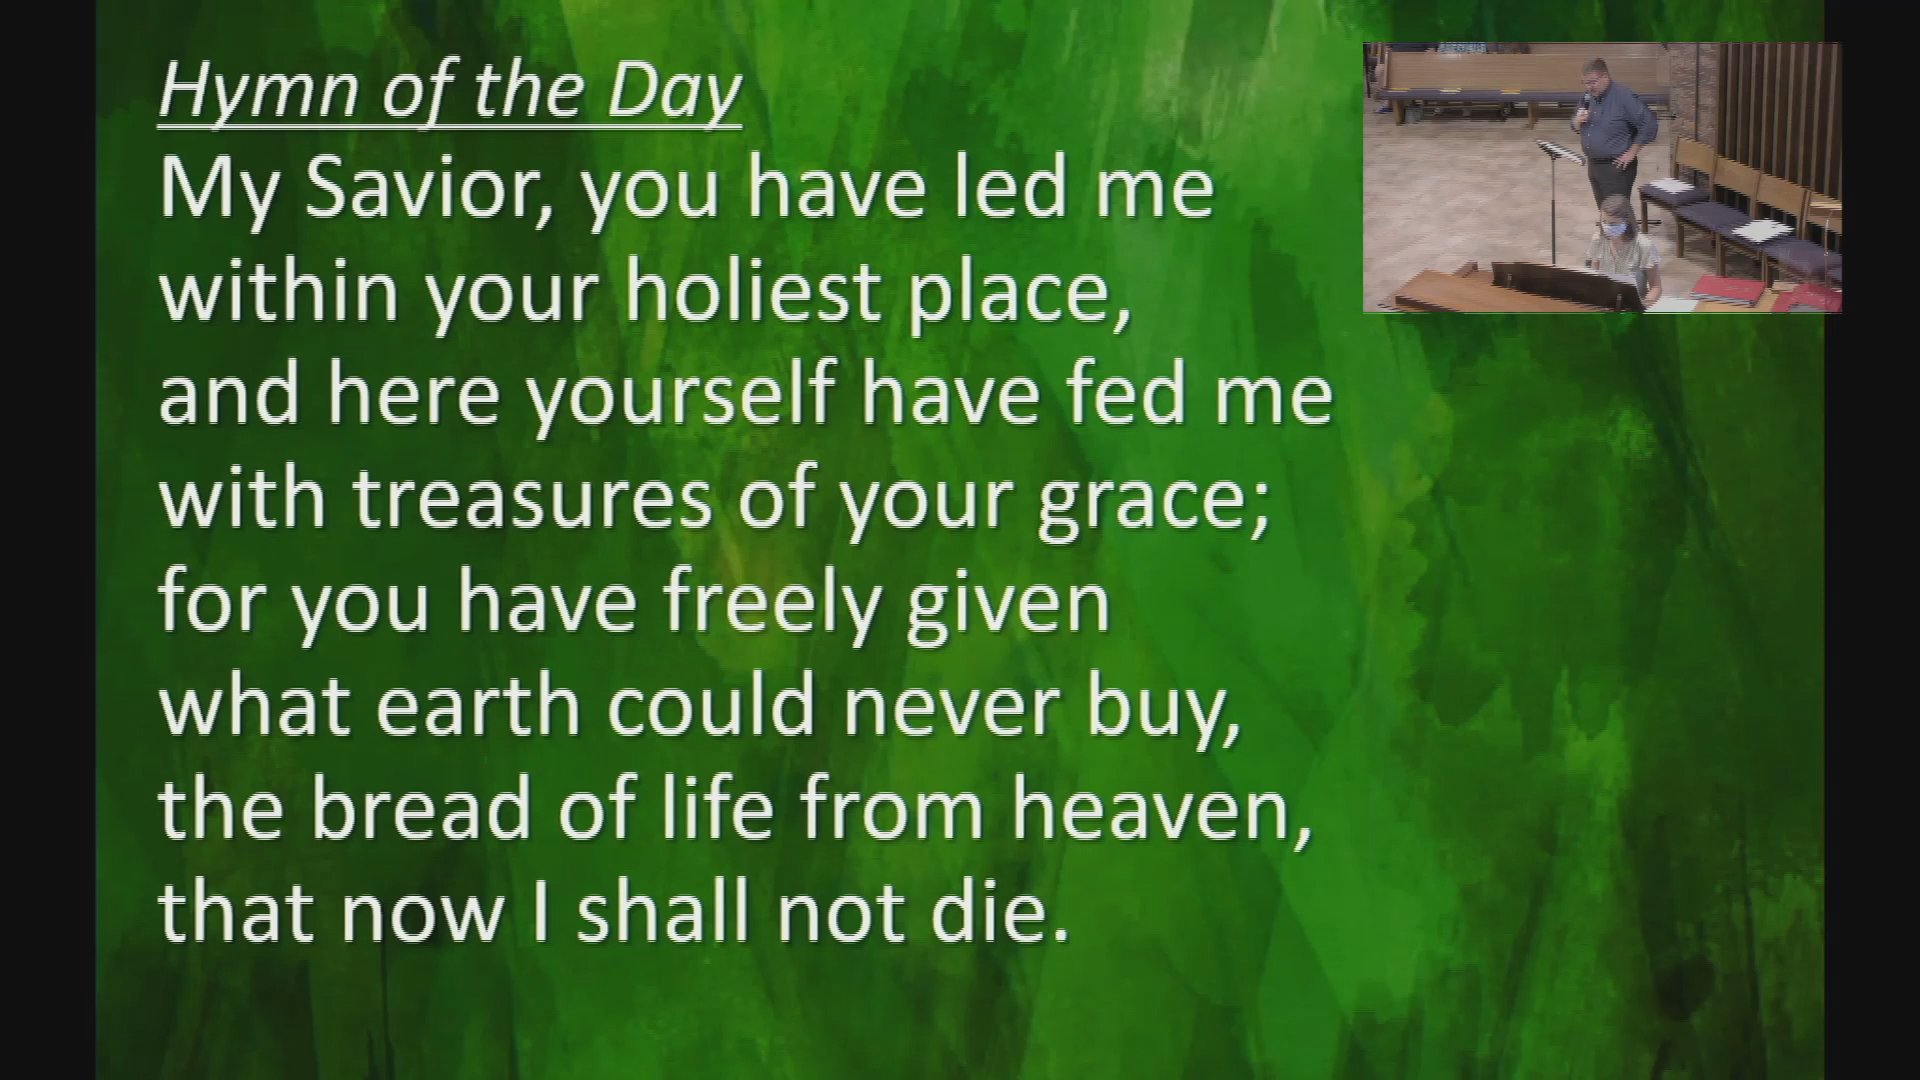 Hymn of the Day
My Savior, you have led me
within your holiest place,
and here yourself have fed me
with treasures of your grace;
for you have freely given
what earth could never buy,
the bread of life from heaven,
that now I shall not die.